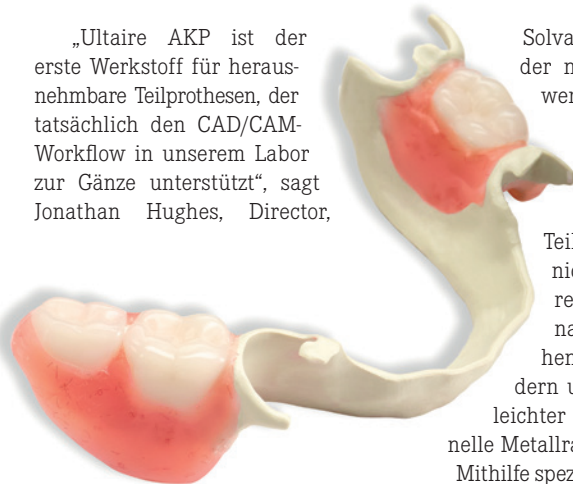 „Ultaire AKP ist der
erste Werkstoff für heraus-
nehmbare Teilprothesen, der
tatsächlich den CAD/CAM-
Workflow in unserem Labor
zur Gänze unterstützt“, sagt
Jonathan Hughes, Director,
Solva
der n
wer
Teil
nic
re
na
hen
dern u
leichter
nelle Metallra
Mithilfe spez